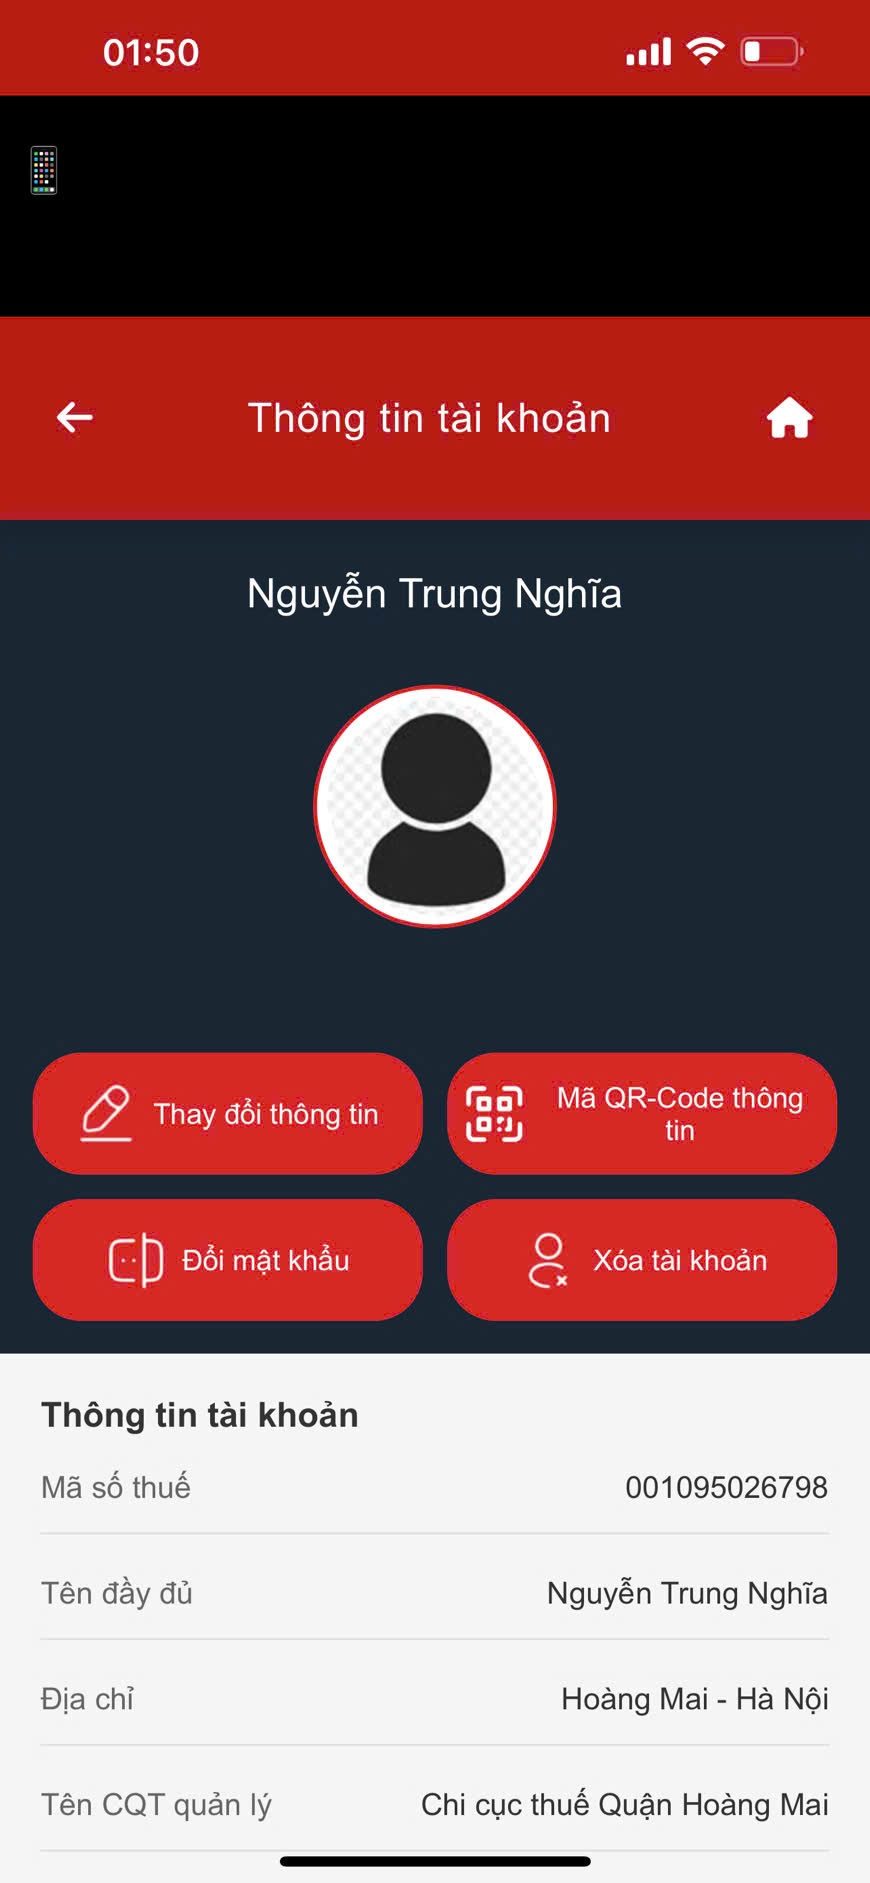 01:50
Thông tin tài khoản
Nguyễn Trung Nghĩa
Thay đổi thông tin
Mã QR-Code thông
tin
Đổi mật khẩu
Xóa tài khoản
Thông tin tài khoản
Mã số thuế 001095026798
Tên đầy đủ Nguyễn Trung Nghĩa
Địa chỉ Hoàng Mai - Hà Nội
Tên CQT quản lý Chi cục thuế Quận Hoàng Mai